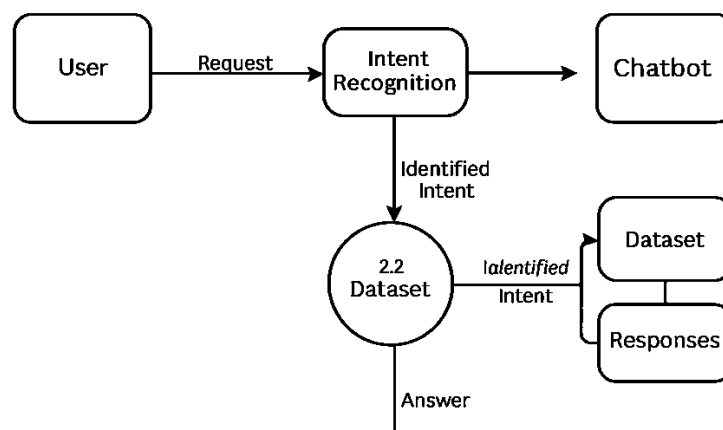 User
Request
Intent
Recognition
Chatbot
Identified
Intent
2.2
Dataset
Ialentified
Intent
Dataset
Responses
Answer